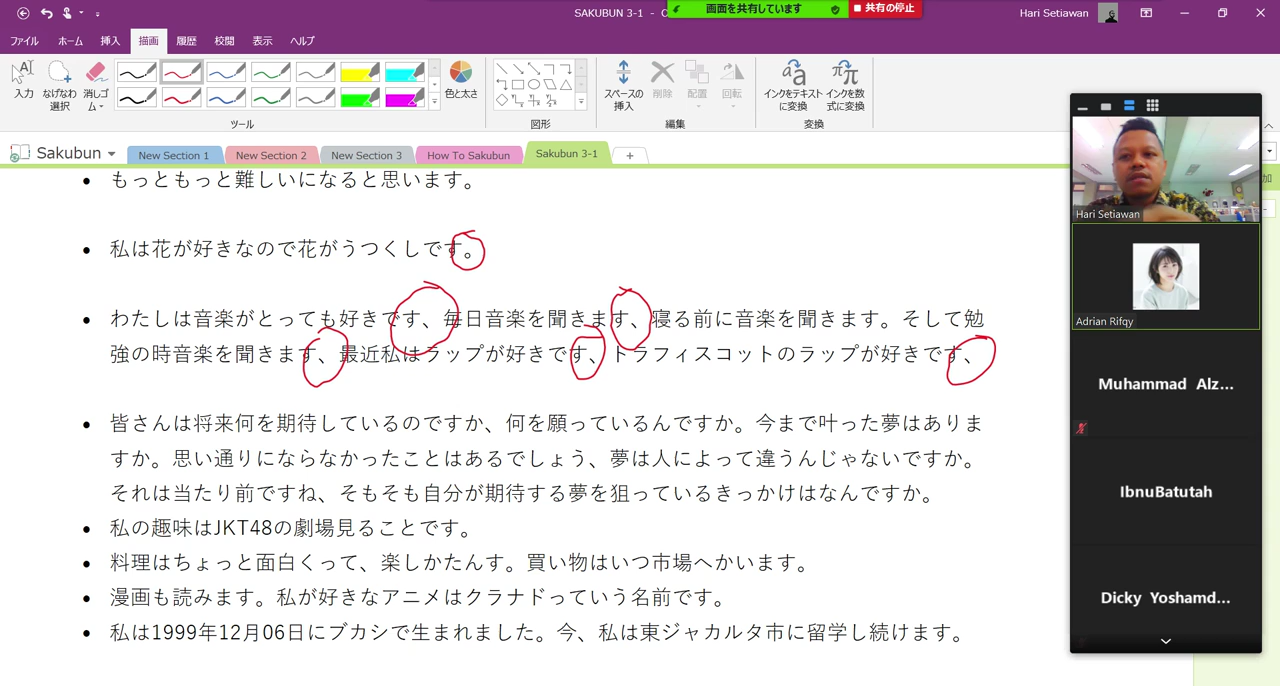 SAKUBUN 3-1 - O
画面を共有しています
共有の停止
Hari Setiawan
ファイル ホーム 挿入 描画 履歴 校閲 表示 ヘルプ
入力 なげなわ選択 消しゴム 色と太さ スペースの挿入 削除 配置 回転 インクをテキストに変換 インクを数式に変換
ツール 図形 編集 変換
Sakubun New Section 1 New Section 2 New Section 3 How To Sakubun Sakubun 3-1 +
• もっともっと難しいになると思います。
• 私は花が好きなので花がうつくしです。
• わたしは音楽がとっても好きです、毎日音楽を聞きます、寝る前に音楽を聞きます。そして勉
強の時音楽を聞きます、最近私はラップが好きです、トラフィスコットのラップが好きです、
• 皆さんは将来何を期待しているのですか、何を願っているんですか。今まで叶った夢はありま
すか。思い通りにならなかったことはあるでしょう、夢は人によって違うんじゃないですか。
それは当たり前ですね、そもそも自分が期待する夢を狙っているきっかけはなんですか。
• 私の趣味はJKT48の劇場見ることです。
• 料理はちょっと面白くって、楽しかたんす。買い物はいつ市場へかいます。
• 漫画も読みます。私が好きなアニメはクラナドっていう名前です。
• 私は1999年12月06日にブカシで生まれました。今、私は東ジャカルタ市に留学し続けます。
Hari Setiawan
Adrian Rifqy
Muhammad Alz...
IbnuBatutah
Dicky Yoshamd...
加